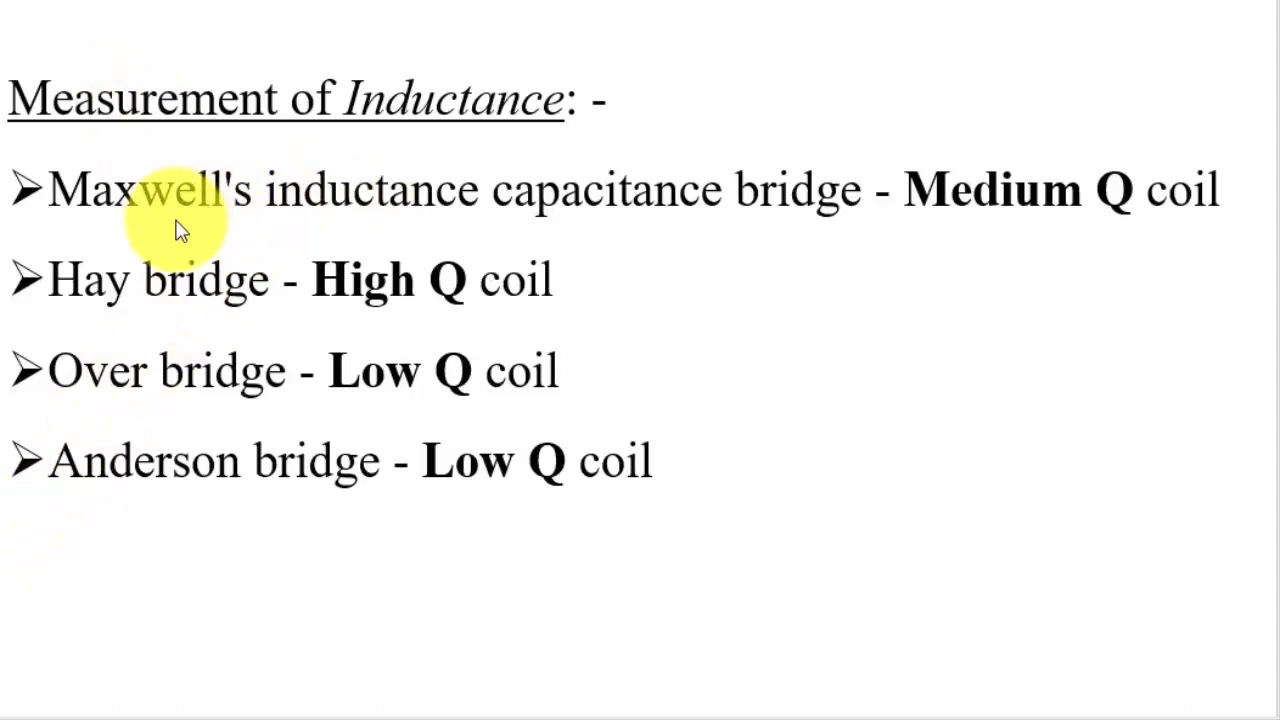 Measurement of Inductance: -
➢Maxwell's inductance capacitance bridge - Medium Q coil
➢Hay bridge - High Q coil
➢Over bridge - Low Q coil
➢Anderson bridge - Low Q coil